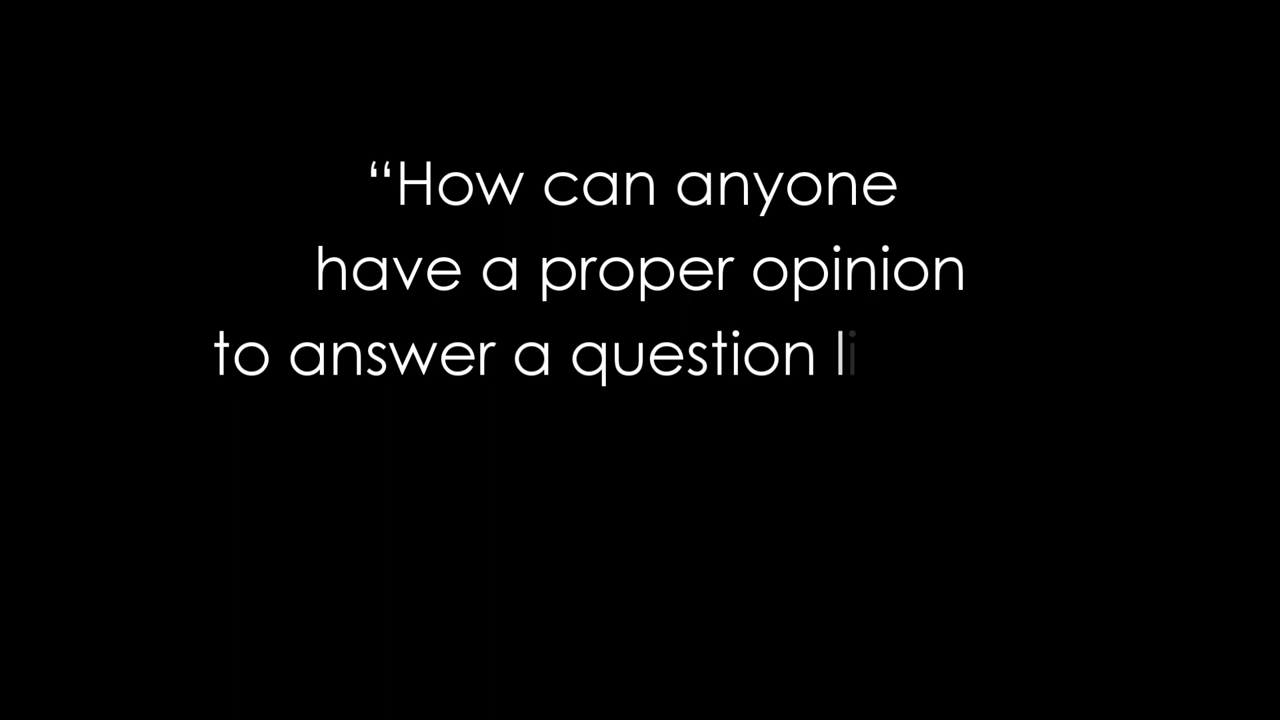 “How can anyone
have a proper opinion
to answer a question li